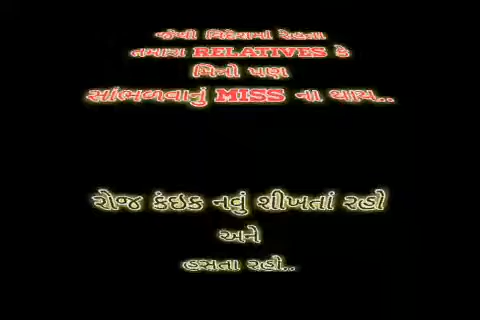 જેથી વિદેશમાં રહેતા
તમારા RELATIVES કે
મિત્રો પણ
સાંભળવાનું MISS ના થાય..
રોજ કંઇક નવું શીખતાં રહો
અને
હસતા રહો..